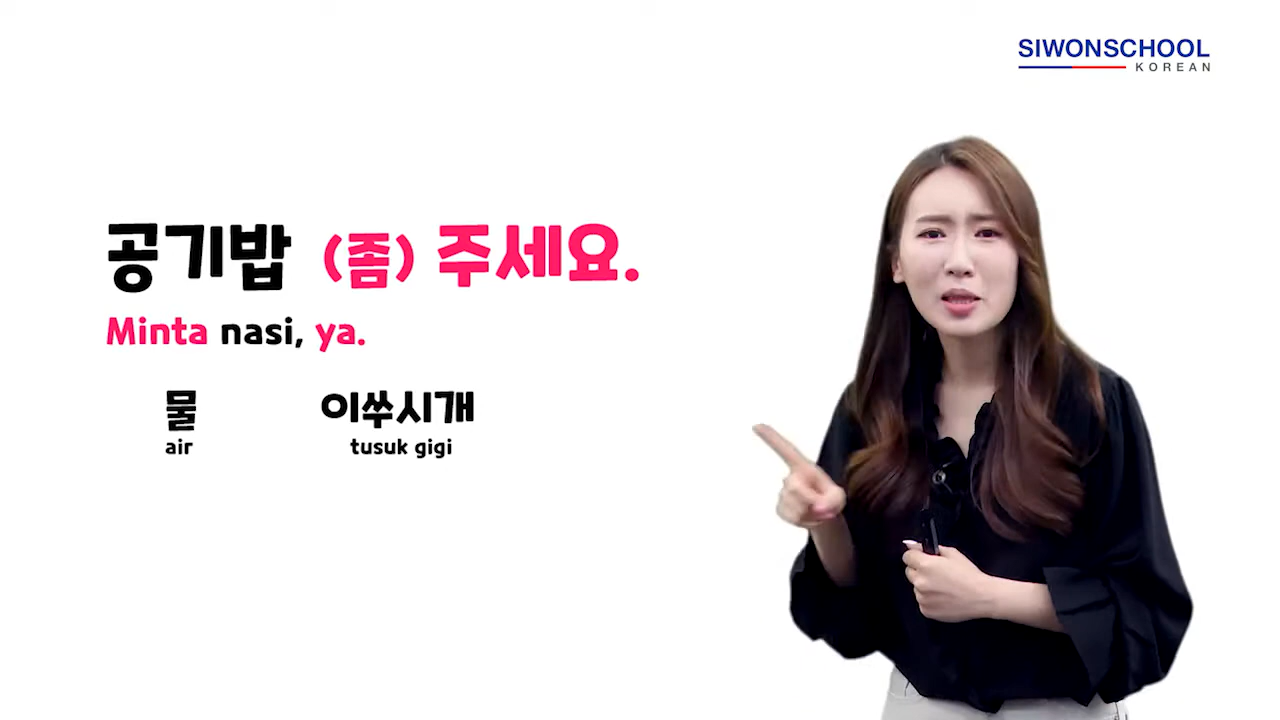 SIWONSCHOOL
KOREAN
공기밥 (좀) 주세요.
Minta nasi, ya.
물 이쑤시개
air tusuk gigi